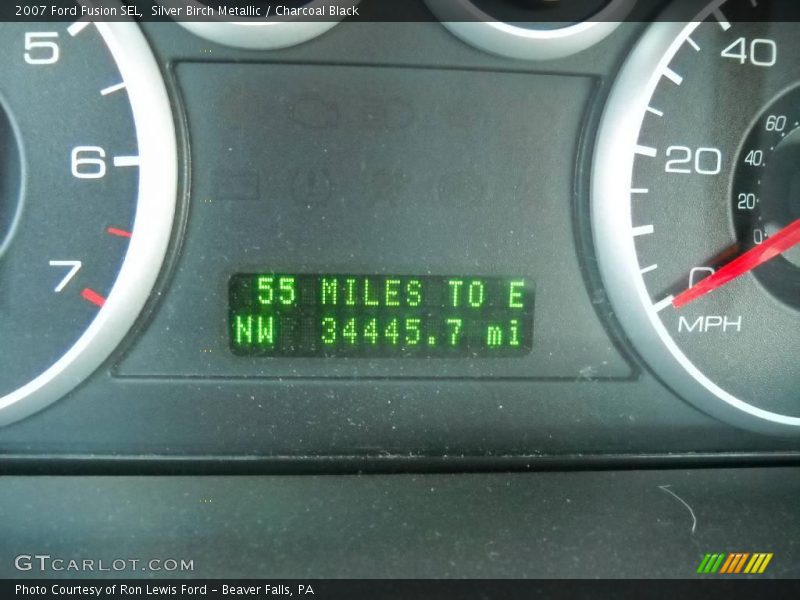 2007 Ford Fusion SEL, Silver Birch Metallic / Charcoal Black
5
6
7
40
20
0
MPH
60
40
20
0
55 MILES TO E
NW 34445.7 mi
GTCARLOT.COM
Photo Courtesy of Ron Lewis Ford - Beaver Falls, PA